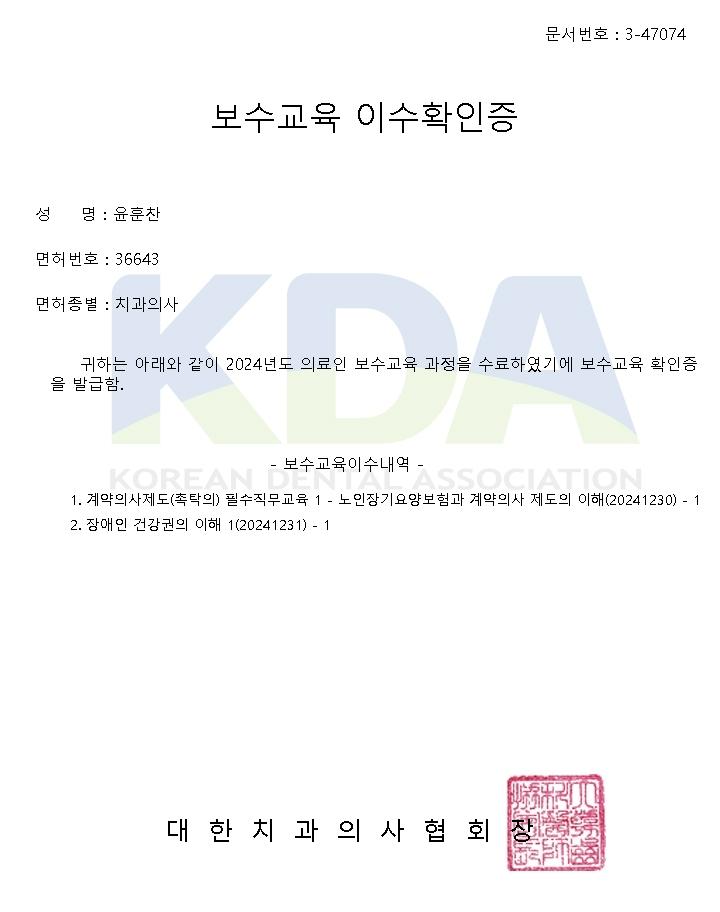 문서번호 : 3-47074
보수교육 이수확인증
성 명 : 윤훈찬
면허번호 : 36643
면허종별 : 치과의사
귀하는 아래와 같이 2024년도 의료인 보수교육 과정을 수료하였기에 보수교육 확인증
을 발급함.
KDA
- 보수교육이수내역 -
KOREAN DENTAL ASSOCIATION
1. 계약의사제도(촉탁의) 필수직무교육 1 - 노인장기요양보험과 계약의사 제도의 이해(20241230) - 1
2. 장애인 건강권의 이해 1(20241231) - 1
대 한 치 과 의 사 협 회 장